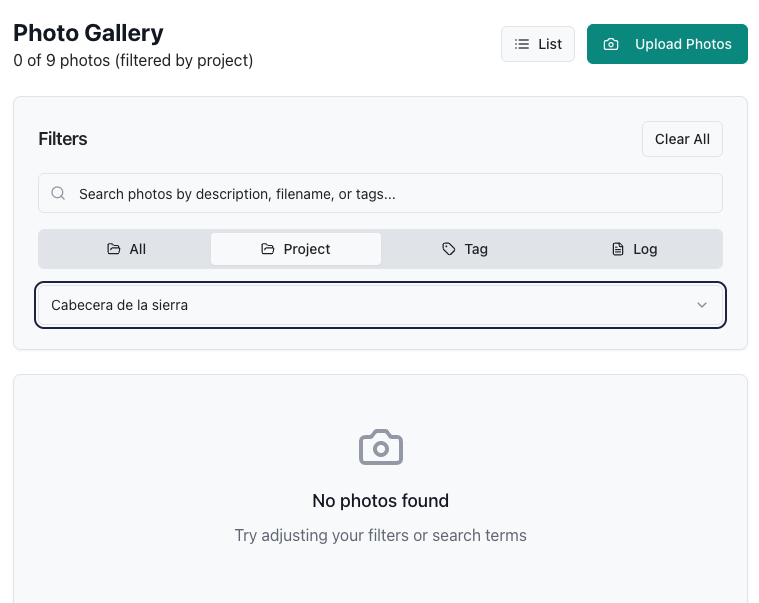 Photo Gallery
0 of 9 photos (filtered by project)
List
Upload Photos
Filters
Clear All
Search photos by description, filename, or tags...
All
Project
Tag
Log
Cabecera de la sierra
No photos found
Try adjusting your filters or search terms